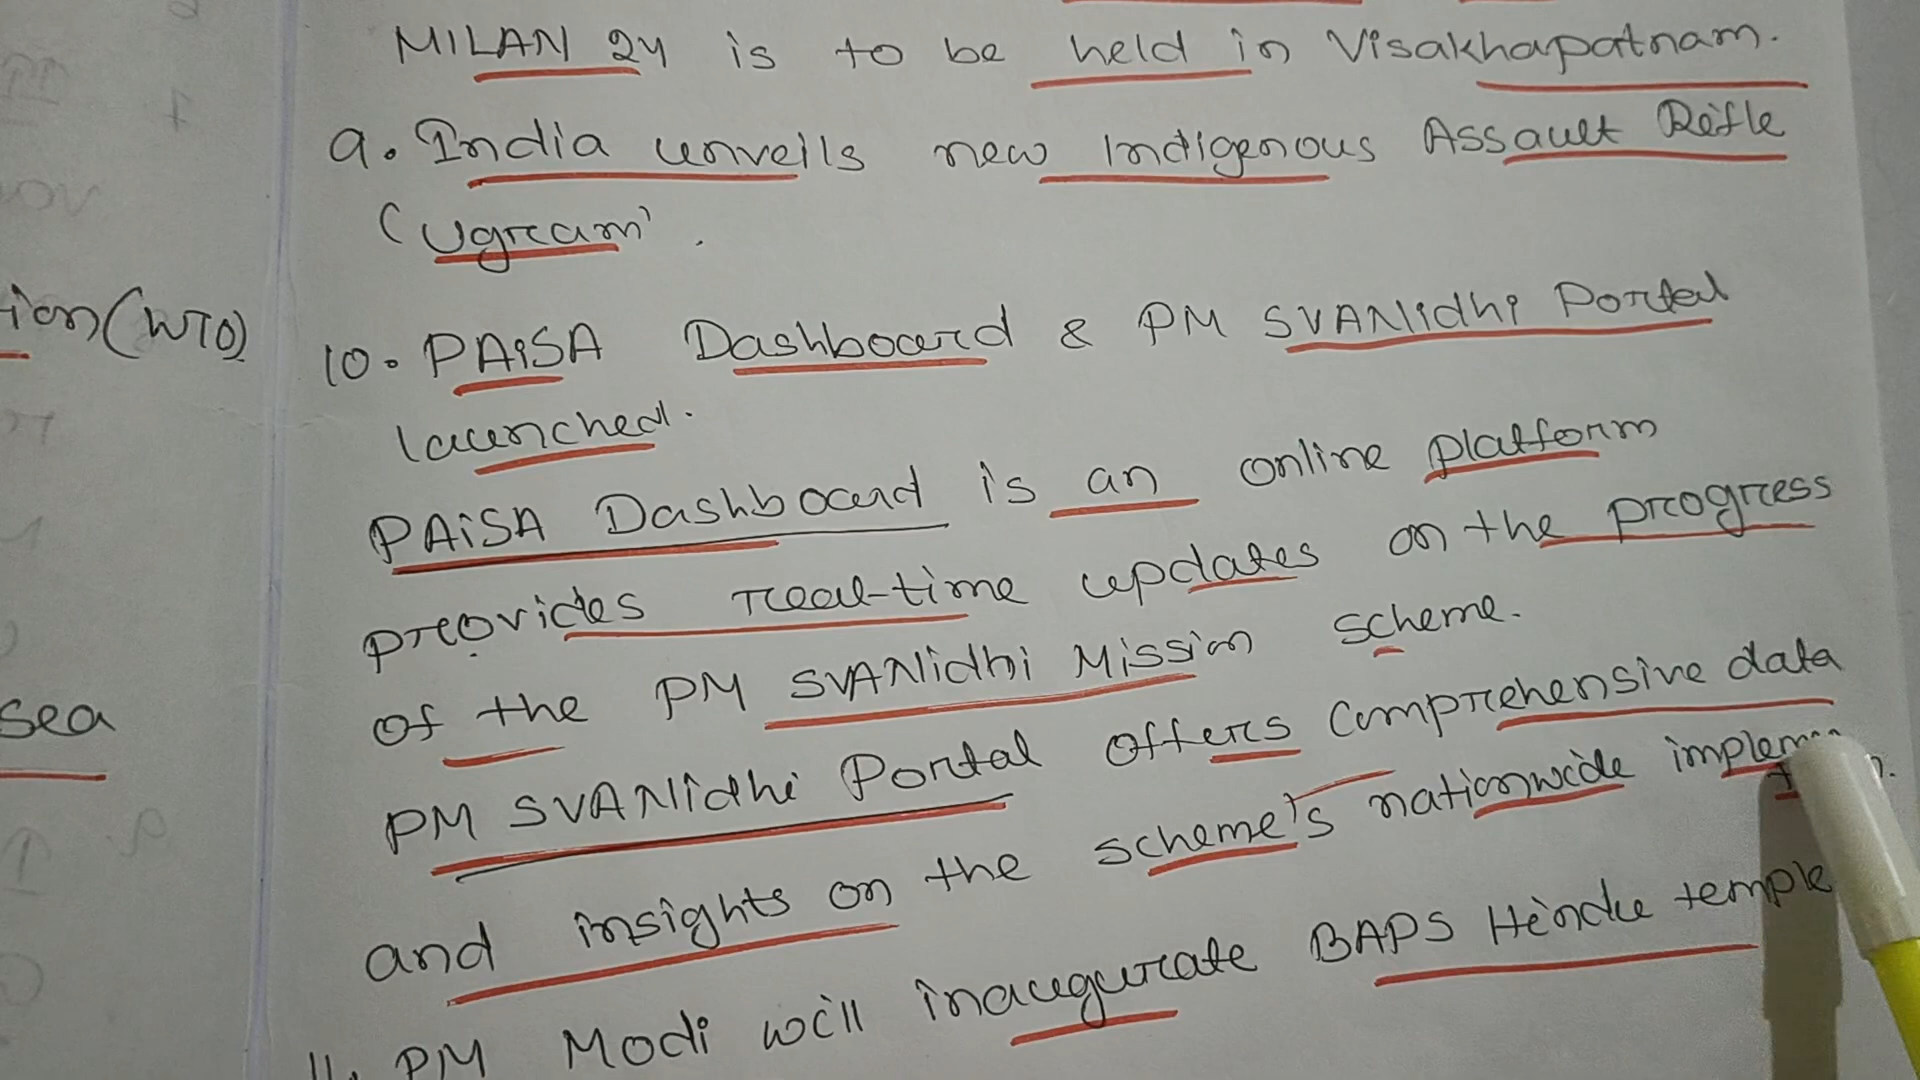 MILAN 24 is to be held in Visakhapatnam.
9. India unveils new Indigenous Assault Rifle
'Ugram'.
10. PAiSA Dashboard & PM SVANidhi Portal
launched.
PAiSA Dashboard is an online platform
provides real-time updates on the progress
of the PM SVANidhi Mission scheme.
PM SVANidhi Portal offers comprehensive data
and insights on the scheme's nationwide
11. PM Modi will inaugurate BAPS Hindu temple
tion (WTO)
sea